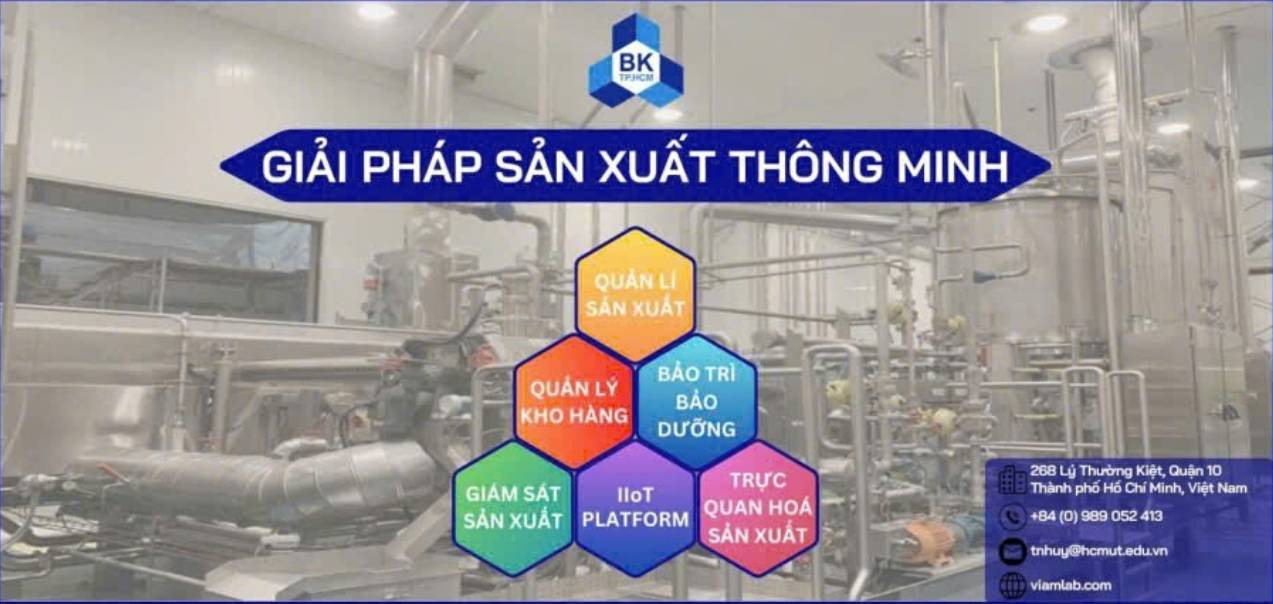 BK
TP.HCM
GIẢI PHÁP SẢN XUẤT THÔNG MINH
QUẢN LÍ
SẢN XUẤT
QUẢN LÝ
KHO HÀNG
BẢO TRÌ
BẢO
DƯỠNG
GIÁM SÁT
SẢN XUẤT
IIoT
PLATFORM
TRỰC
QUAN HOÁ
SẢN XUẤT
268 Lý Thường Kiệt, Quận 10
Thành phố Hồ Chí Minh, Việt Nam
+84 (0) 989 052 413
tnhuy@hcmut.edu.vn
viamlab.com